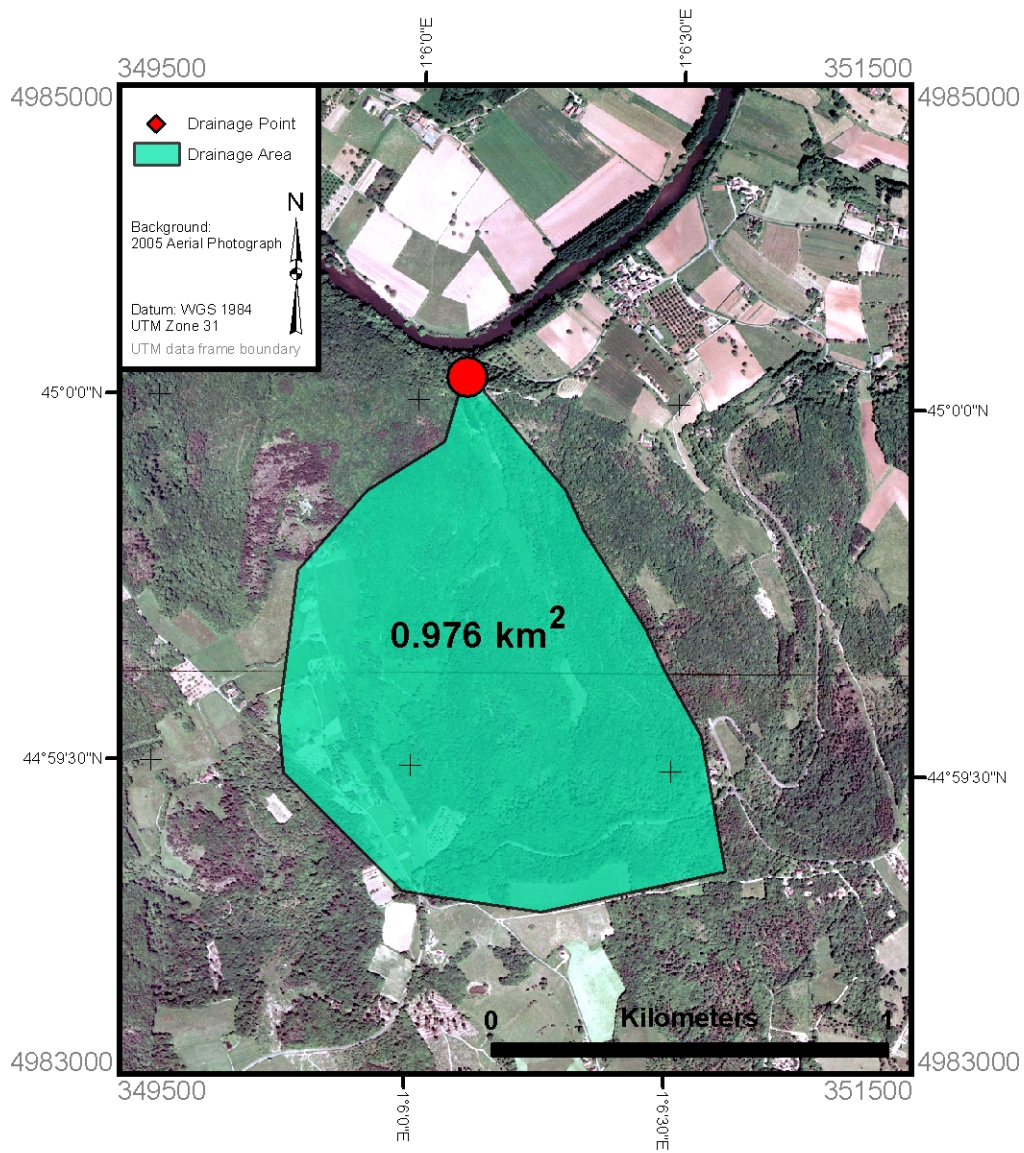 1°6'0"E
1°6'30"E
349500
351500
4985000
4985000
Drainage Point
Drainage Area
N
Background:
2005 Aerial Photograph
Datum: WGS 1984
UTM Zone 31
UTM data frame boundary
45°0'0"N
45°0'0"N
0.976 km²
44°59'30"N
44°59'30"N
0 Kilometers 1
4983000
4983000
349500
351500
1°6'0"E
1°6'30"E